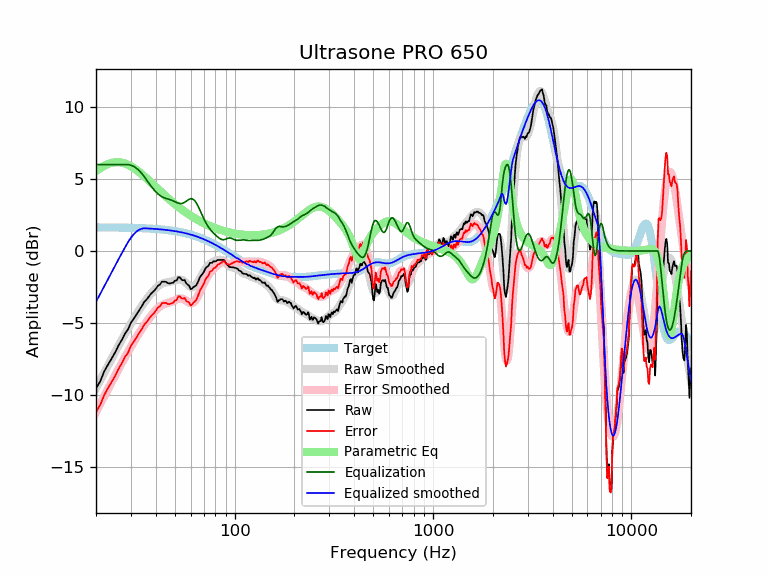 Ultrasone PRO 650
10
5
0
−5
−10
−15
Amplitude (dBr)
Target
Raw Smoothed
Error Smoothed
Raw
Error
Parametric Eq
Equalization
Equalized smoothed
100
1000
10000
Frequency (Hz)